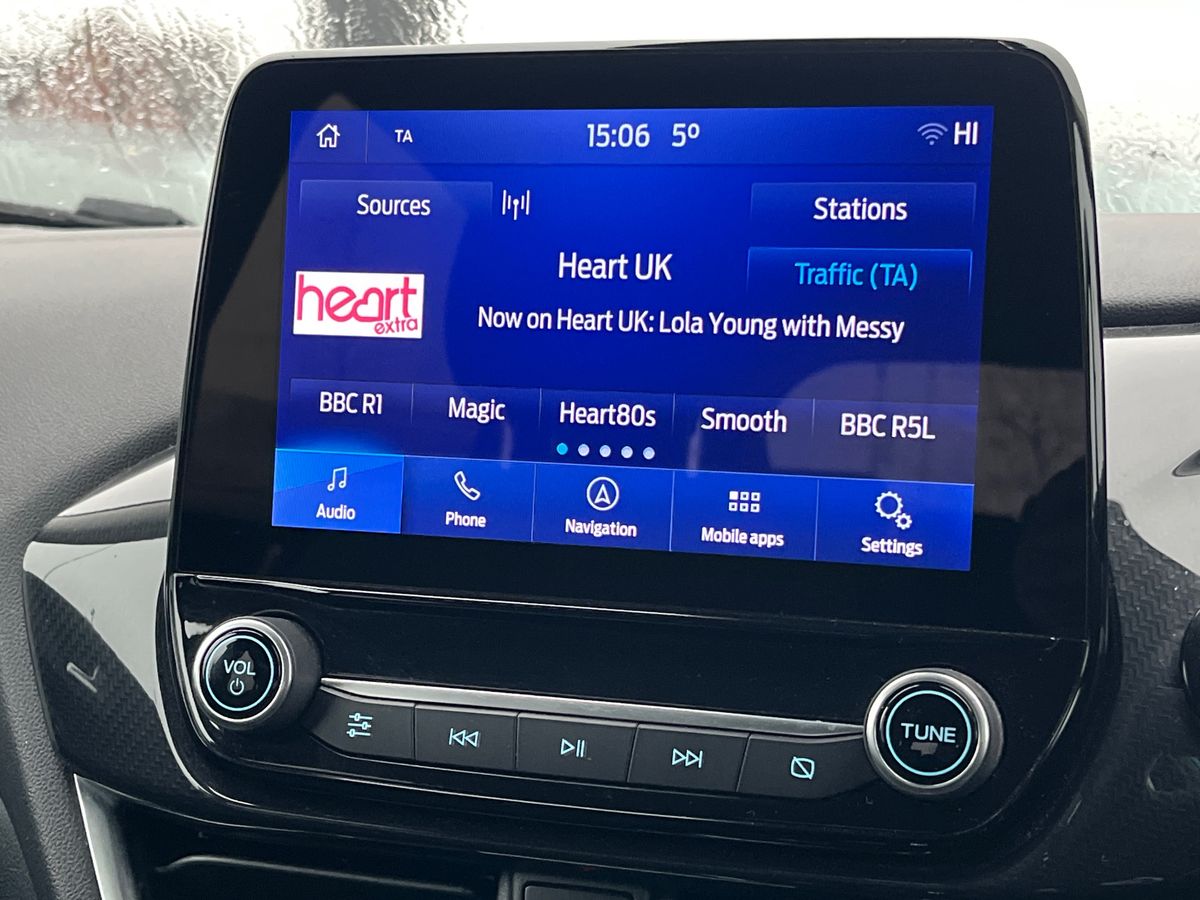 TA 15:06 5º HI
Sources
Stations
Heart UK
Traffic (TA)
heart
extra
Now on Heart UK: Lola Young with Messy
BBC R1 Magic Heart80s Smooth BBC R5L
Audio Phone Navigation Mobile apps Settings
VOL
TUNE